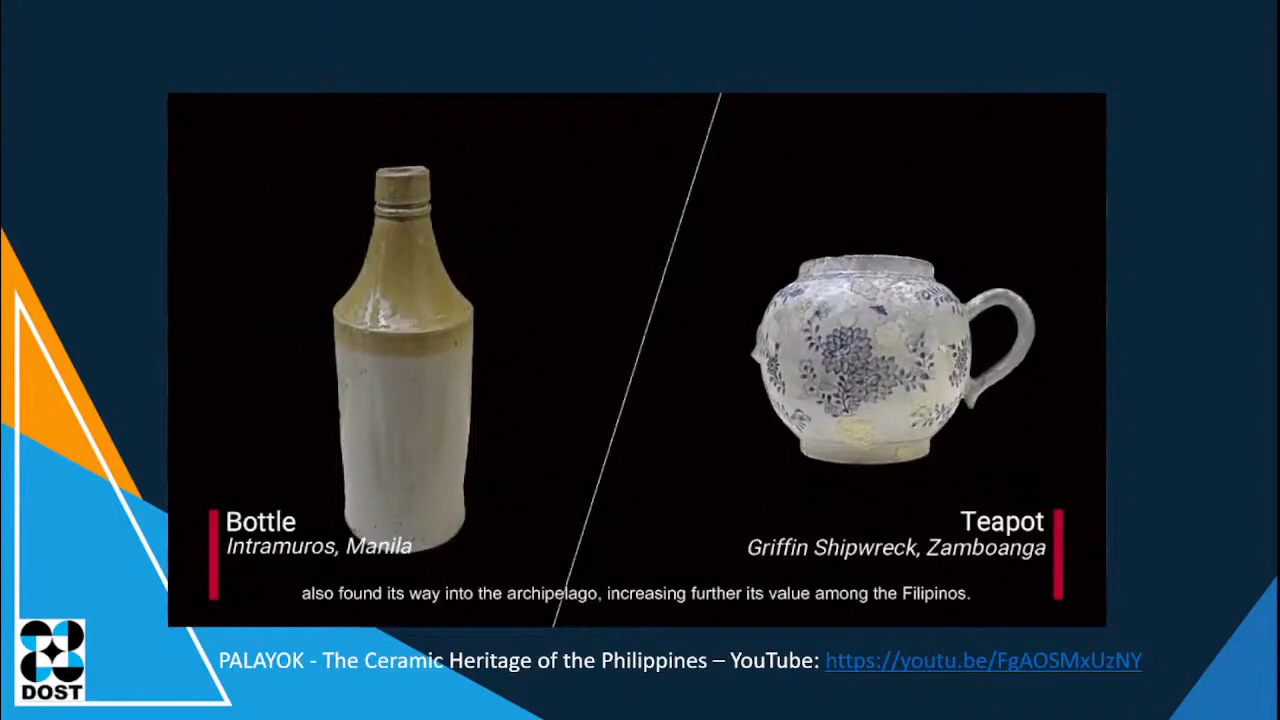 Bottle
Intramuros, Manila
Teapot
Griffin Shipwreck, Zamboanga
also found its way into the archipelago, increasing further its value among the Filipinos.
PALAYOK - The Ceramic Heritage of the Philippines – YouTube: https://youtu.be/FgAOSMxUzNY
DOST